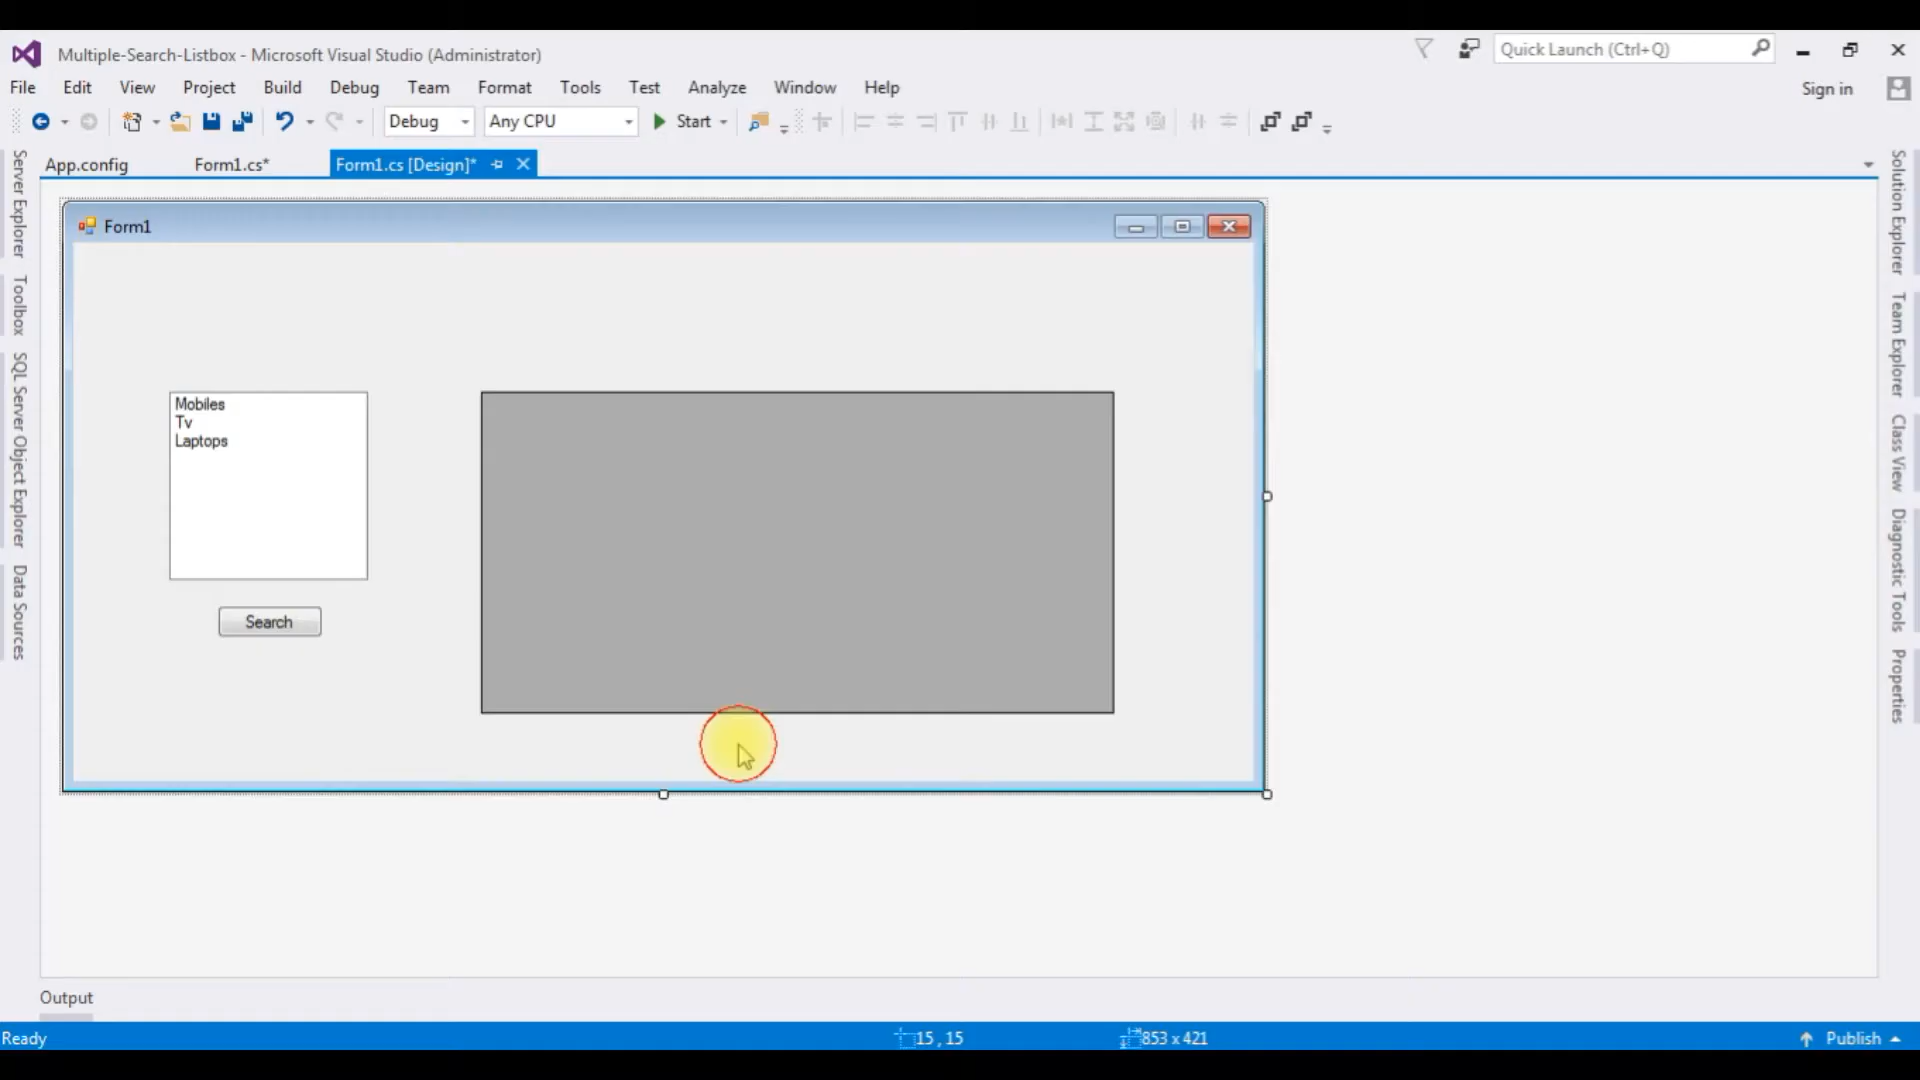 Multiple-Search-Listbox - Microsoft Visual Studio (Administrator)
Quick Launch (Ctrl+Q)
File Edit View Project Build Debug Team Format Tools Test Analyze Window Help
Sign in
Debug Any CPU Start
App.config Form1.cs* Form1.cs [Design]*
Server Explorer
Toolbox
SQL Server Object Explorer
Data Sources
Form1
Mobiles
Tv
Laptops
Search
Solution Explorer
Team Explorer
Class View
Diagnostic Tools
Properties
Output
Ready 15 , 15 853 x 421 Publish